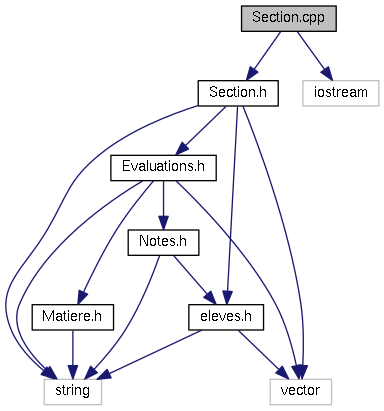 Section.cpp
Section.h
iostream
Evaluations.h
Notes.h
Matiere.h
eleves.h
string
vector